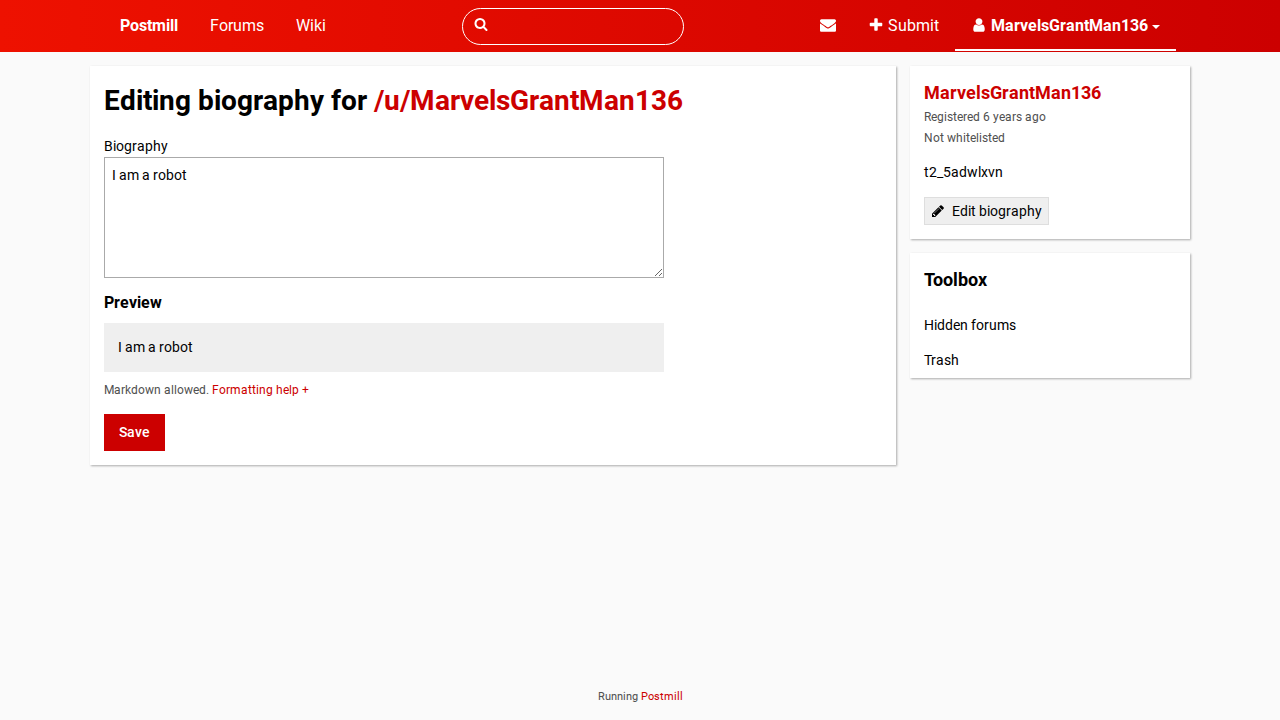 Postmill
Forums
Wiki
Submit
MarvelsGrantMan136
Editing biography for /u/MarvelsGrantMan136
Biography
I am a robot
Preview
I am a robot
Markdown allowed. Formatting help +
Save
MarvelsGrantMan136
Registered 6 years ago
Not whitelisted
t2_5adwlxvn
Edit biography
Toolbox
Hidden forums
Trash
Running Postmill